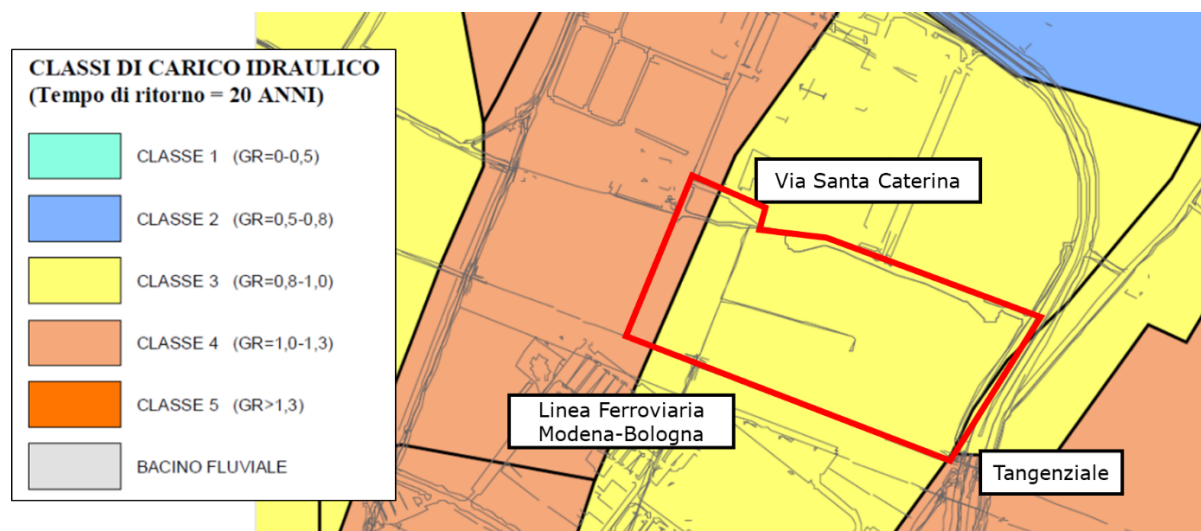 CLASSI DI CARICO IDRAULICO
(Tempo di ritorno = 20 ANNI)
CLASSE 1 (GR=0-0,5)
CLASSE 2 (GR=0,5-0,8)
CLASSE 3 (GR=0,8-1,0)
CLASSE 4 (GR=1,0-1,3)
CLASSE 5 (GR>1,3)
BACINO FLUVIALE
Via Santa Caterina
Linea Ferroviaria
Modena-Bologna
Tangenziale